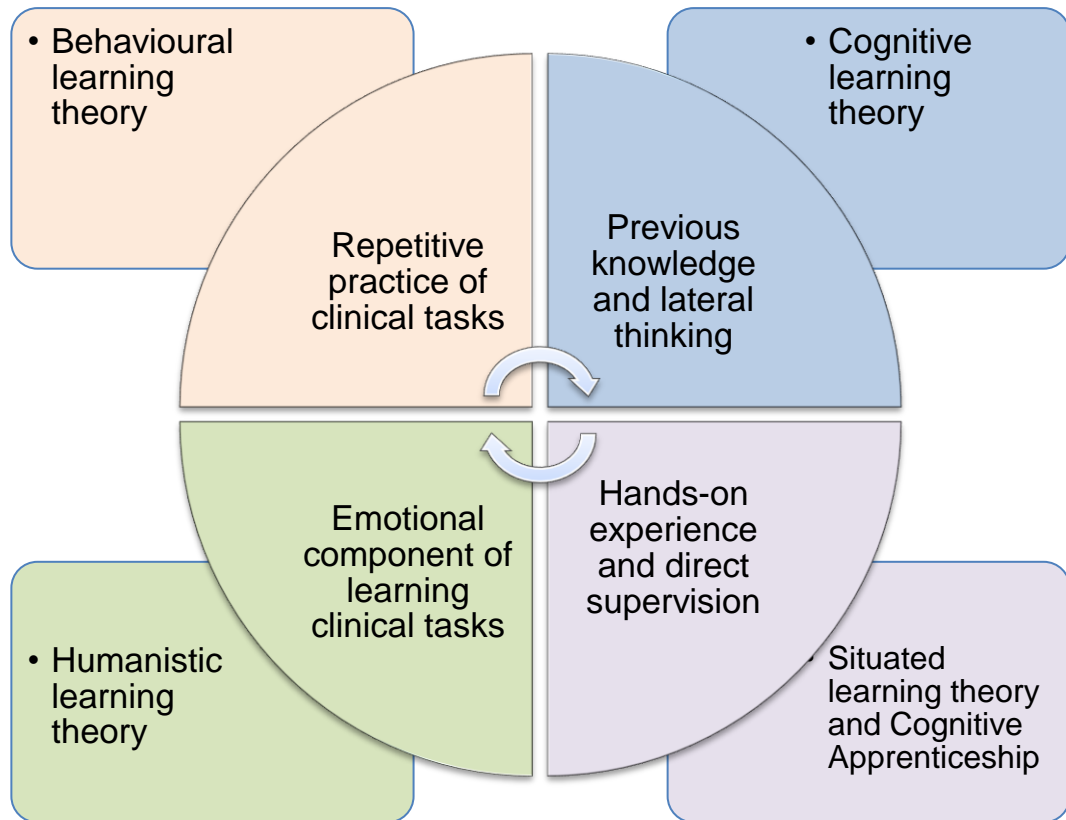 • Behavioural
learning
theory
• Cognitive
learning
theory
Repetitive
practice of
clinical tasks
Previous
knowledge
and lateral
thinking
Emotional
component of
learning
clinical tasks
Hands-on
experience
and direct
supervision
• Humanistic
learning
theory
• Situated
learning theory
and Cognitive
Apprenticeship